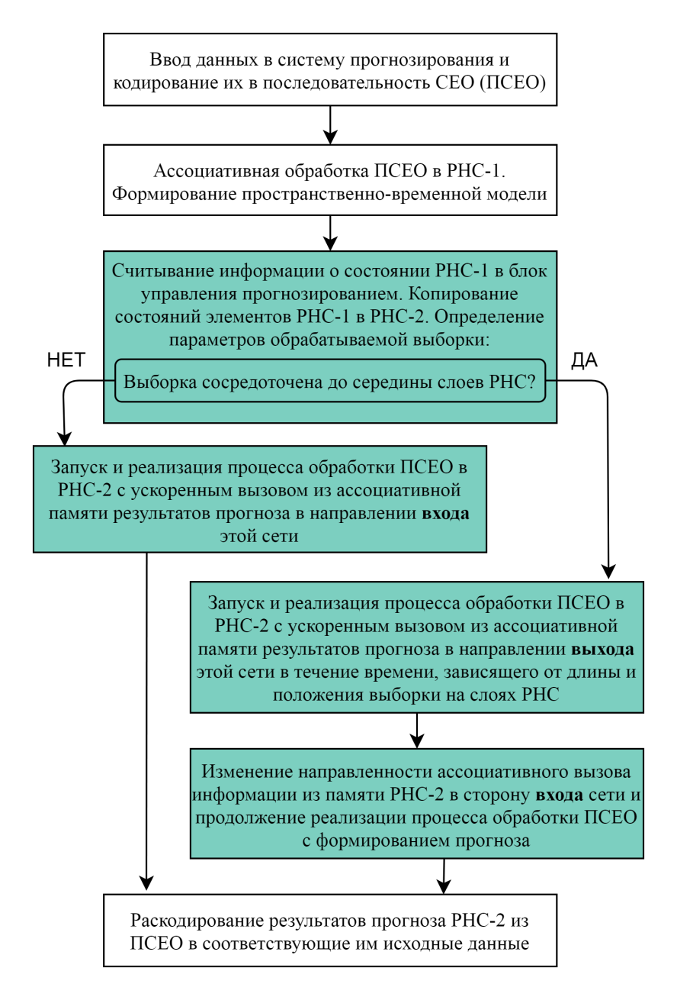 Ввод данных в систему прогнозирования и
кодирование их в последовательность СЕО (ПСЕО)
Ассоциативная обработка ПСЕО в РНС-1.
Формирование пространственно-временной модели
Считывание информации о состоянии РНС-1 в блок
управления прогнозированием. Копирование
состояний элементов РНС-1 в РНС-2. Определение
параметров обрабатываемой выборки:
НЕТ
ДА
Выборка сосредоточена до середины слоев РНС?
Запуск и реализация процесса обработки ПСЕО в
РНС-2 с ускоренным вызовом из ассоциативной
памяти результатов прогноза в направлении входа
этой сети
Запуск и реализация процесса обработки ПСЕО в
РНС-2 с ускоренным вызовом из ассоциативной
памяти результатов прогноза в направлении выхода
этой сети в течение времени, зависящего от длины и
положения выборки на слоях РНС
Изменение направленности ассоциативного вызова
информации из памяти РНС-2 в сторону входа сети и
продолжение реализации процесса обработки ПСЕО
с формированием прогноза
Раскодирование результатов прогноза РНС-2 из
ПСЕО в соответствующие им исходные данные